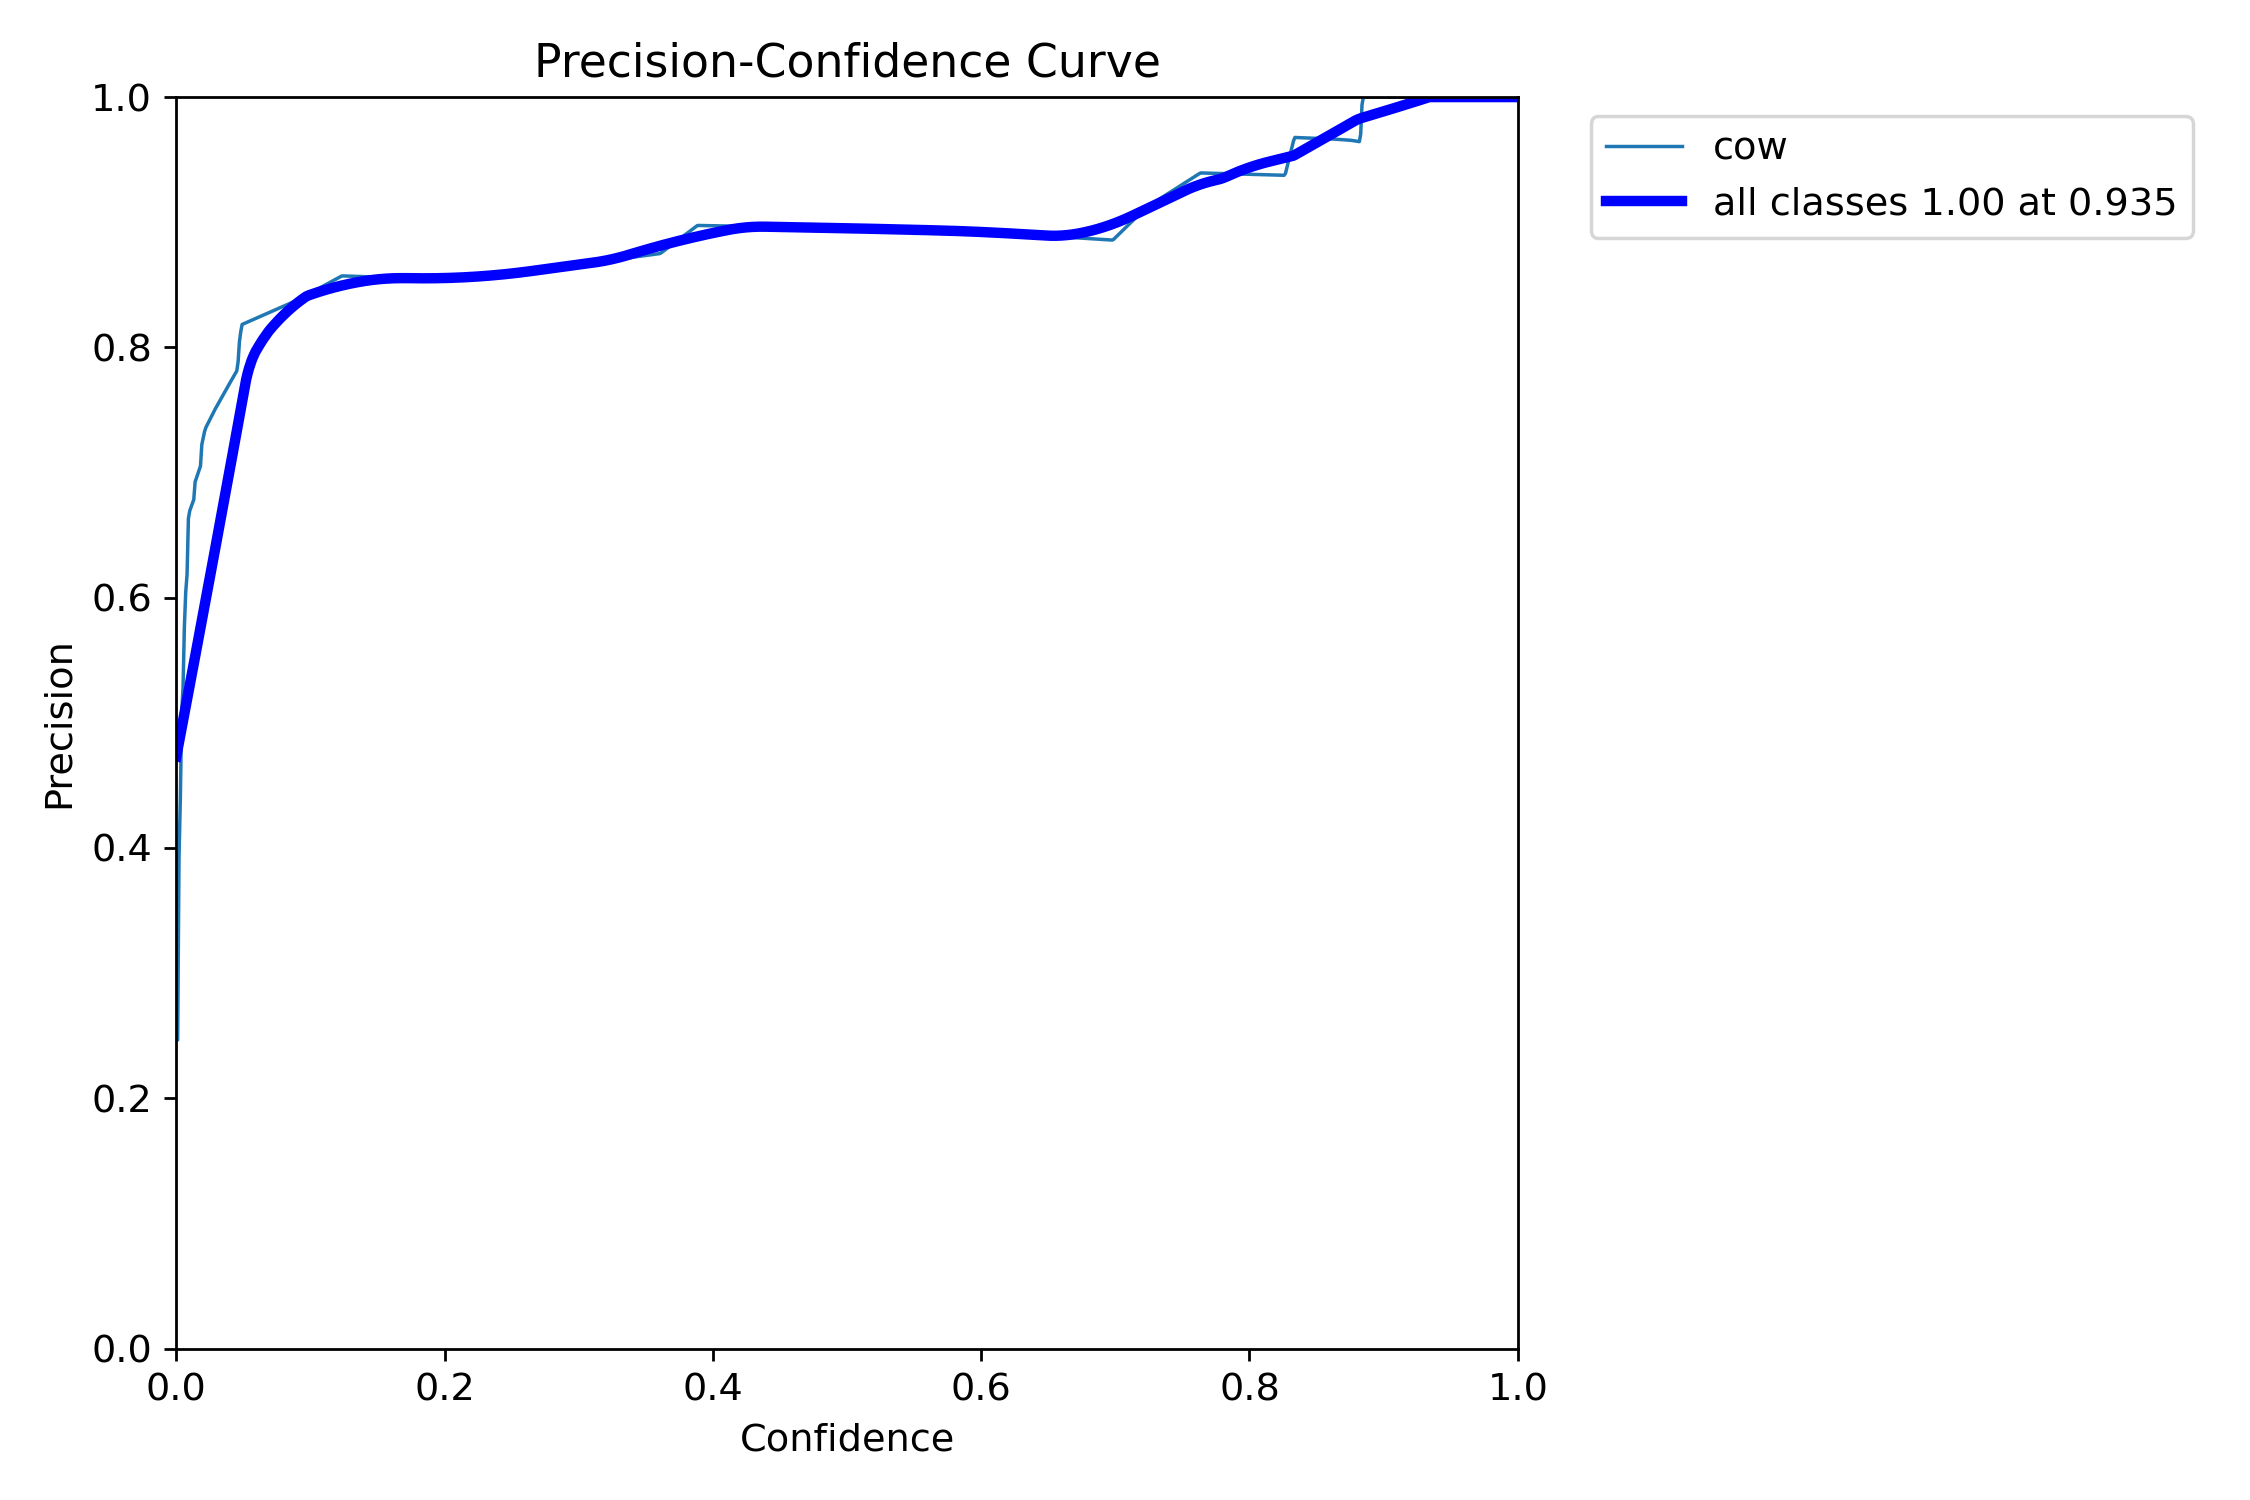 Precision-Confidence Curve
1.0
0.8
0.6
0.4
0.2
0.0
Precision
0.0 0.2 0.4 0.6 0.8 1.0
Confidence
cow
all classes 1.00 at 0.935